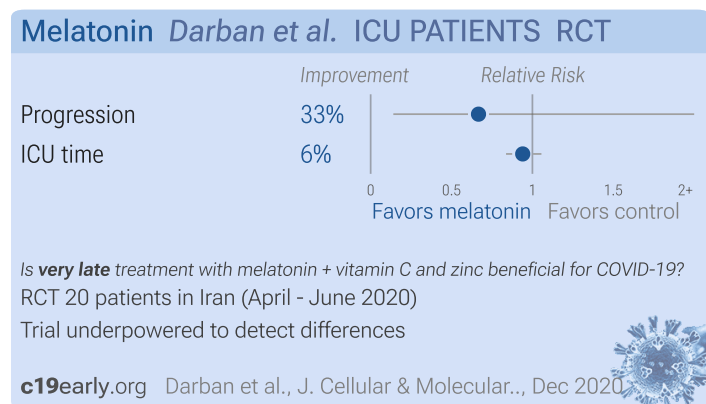 Melatonin Darban et al. ICU PATIENTS RCT
Improvement Relative Risk
Progression 33%
ICU time 6%
0 0.5 1 1.5 2+
Favors melatonin Favors control
Is very late treatment with melatonin + vitamin C and zinc beneficial for COVID-19?
RCT 20 patients in Iran (April - June 2020)
Trial underpowered to detect differences
c19early.org Darban et al., J. Cellular & Molecular.., Dec 2020